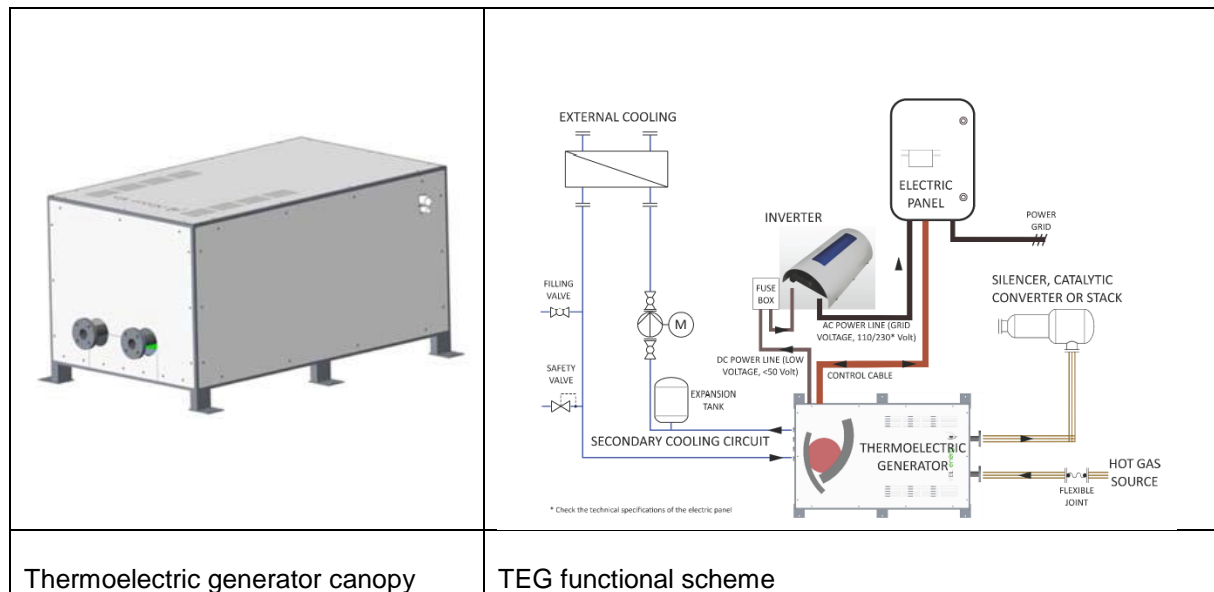 EXTERNAL COOLING
ELECTRIC
PANEL
INVERTER
POWER
GRID
FILLING
VALVE
FUSE
BOX
SILENCER, CATALYTIC
CONVERTER OR STACK
M
AC POWER LINE (GRID
VOLTAGE, 110/230* Volt)
DC POWER LINE (LOW
VOLTAGE, <50 Volt)
CONTROL CABLE
SAFETY
VALVE
EXPANSION
TANK
SECONDARY COOLING CIRCUIT
THERMOELECTRIC
GENERATOR
HOT GAS
SOURCE
FLEXIBLE
JOINT
* Check the technical specifications of the electric panel
Thermoelectric generator canopy
TEG functional scheme